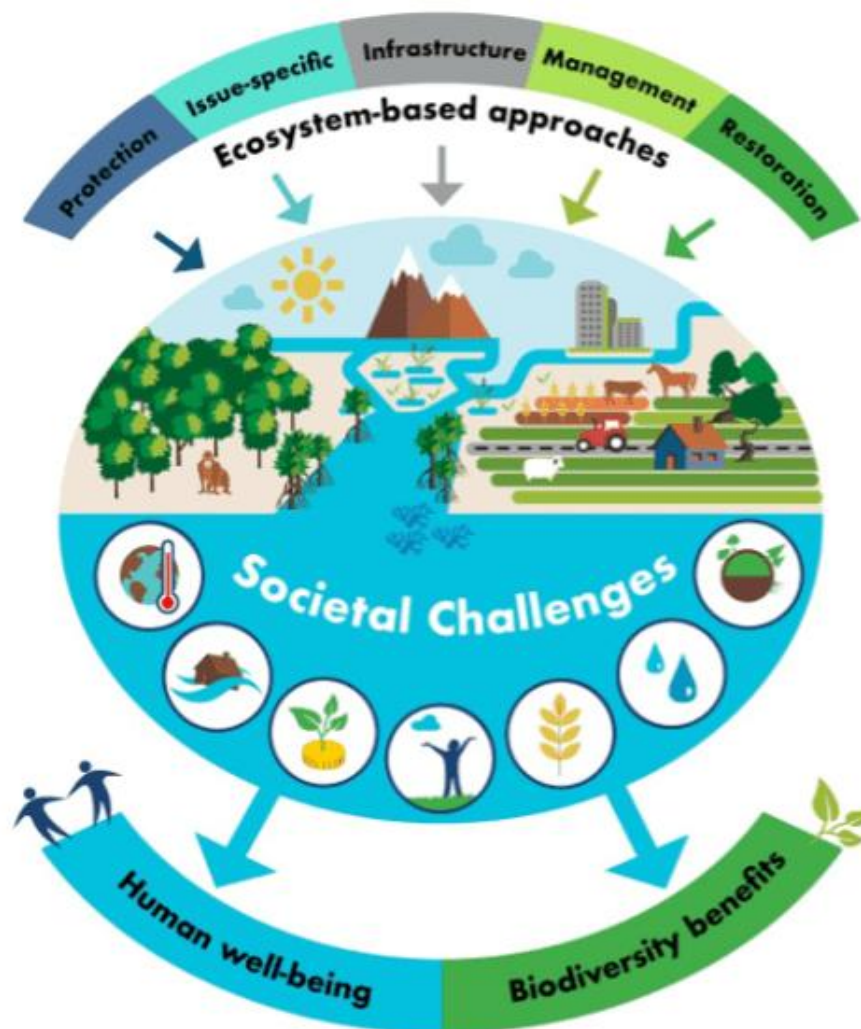 Protection
Issue-specific
Infrastructure
Management
Restoration
Ecosystem-based approaches
Societal Challenges
Human well-being
Biodiversity benefits